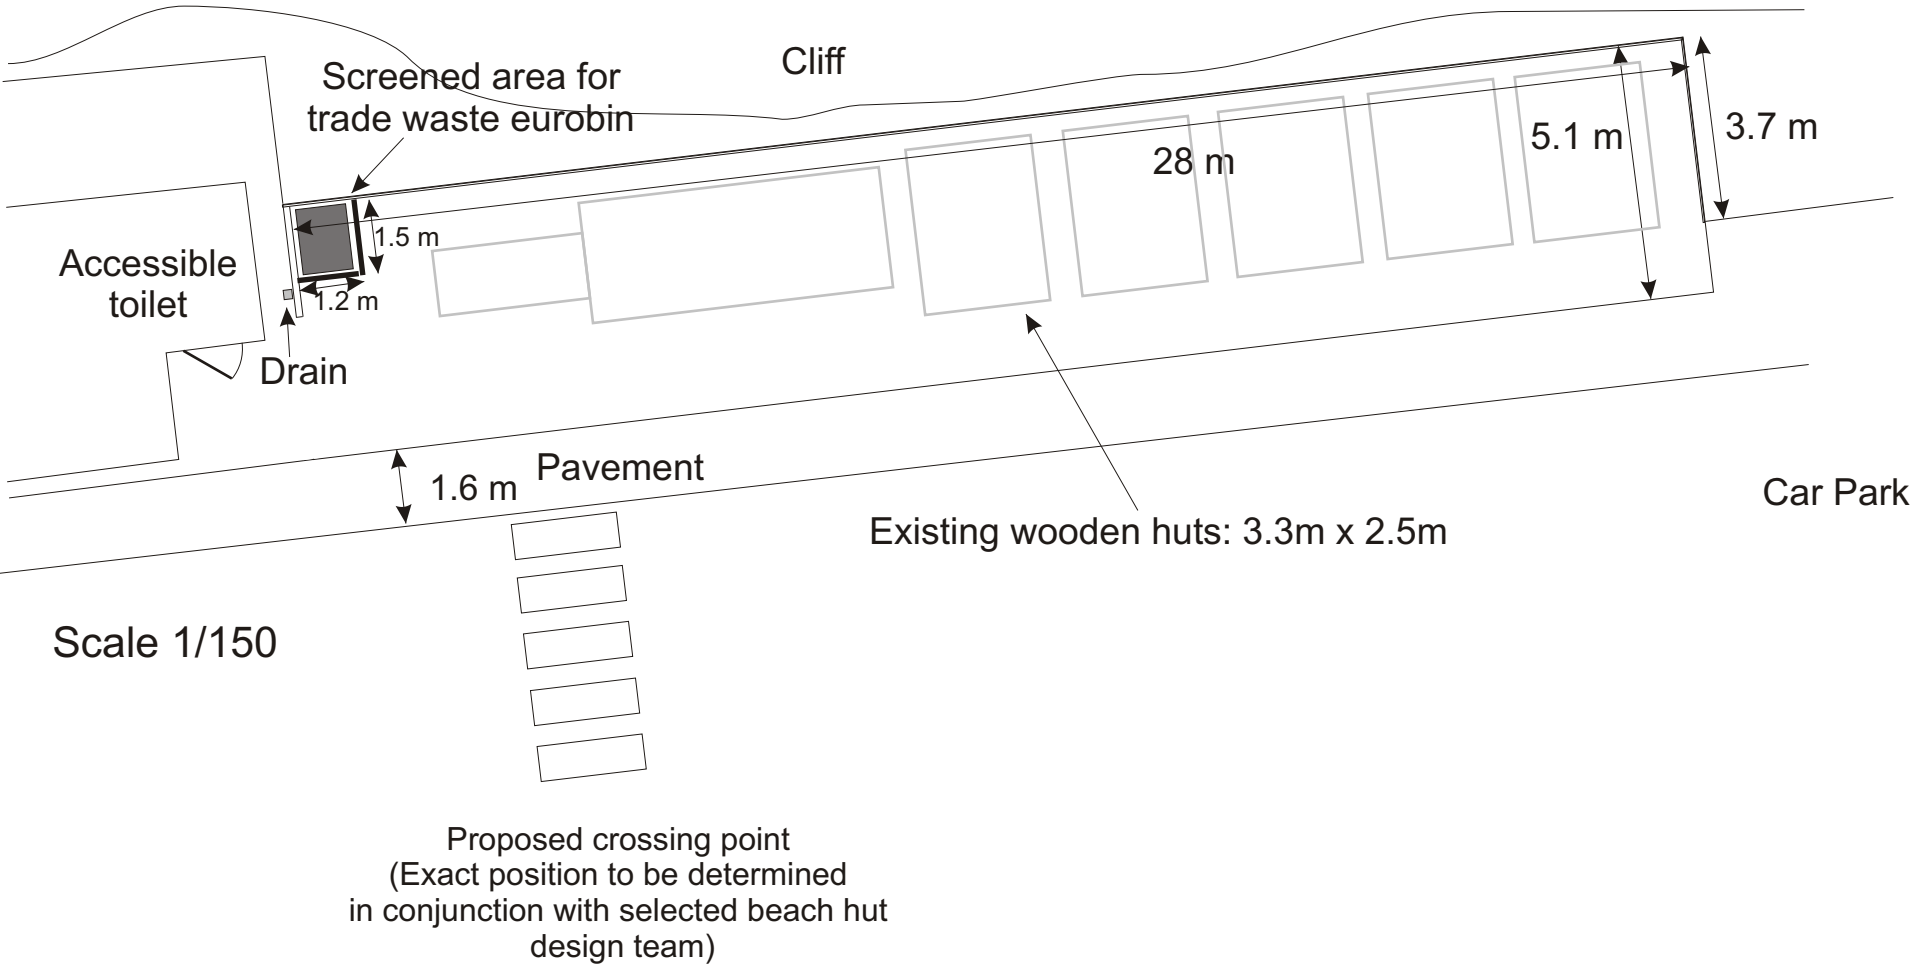 Cliff
Screened area for
trade waste eurobin
28 m
5.1 m
3.7 m
1.5 m
1.2 m
Accessible
toilet
Drain
Pavement
1.6 m
Car Park
Existing wooden huts: 3.3m x 2.5m
Scale 1/150
Proposed crossing point
(Exact position to be determined
in conjunction with selected beach hut
design team)